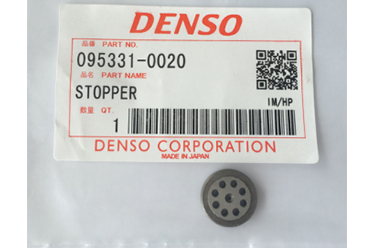 DENSO
品番 PART NO.
095331-0020
品名 PART NAME
STOPPER
IM/HP
数量 QT.
1
DENSO CORPORATION
MADE IN JAPAN